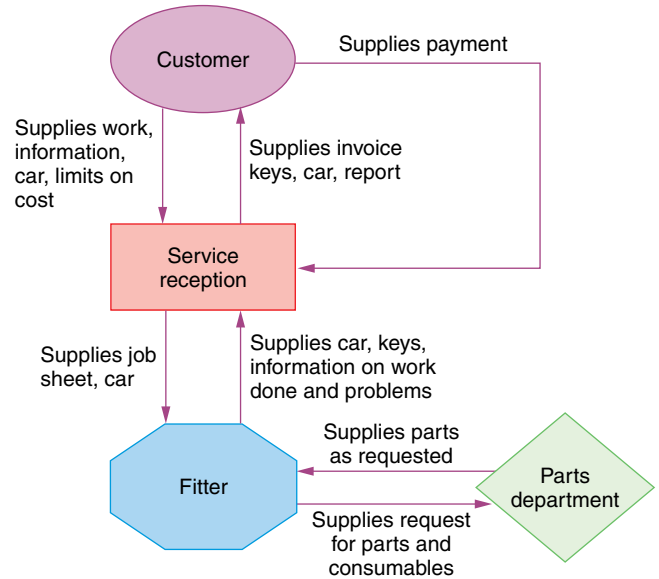 Customer
Supplies payment
Supplies work,
information,
car, limits on
cost
Supplies invoice
keys, car, report
Service
reception
Supplies job
sheet, car
Supplies car, keys,
information on work
done and problems
Fitter
Supplies parts
as requested
Parts
department
Supplies request
for parts and
consumables